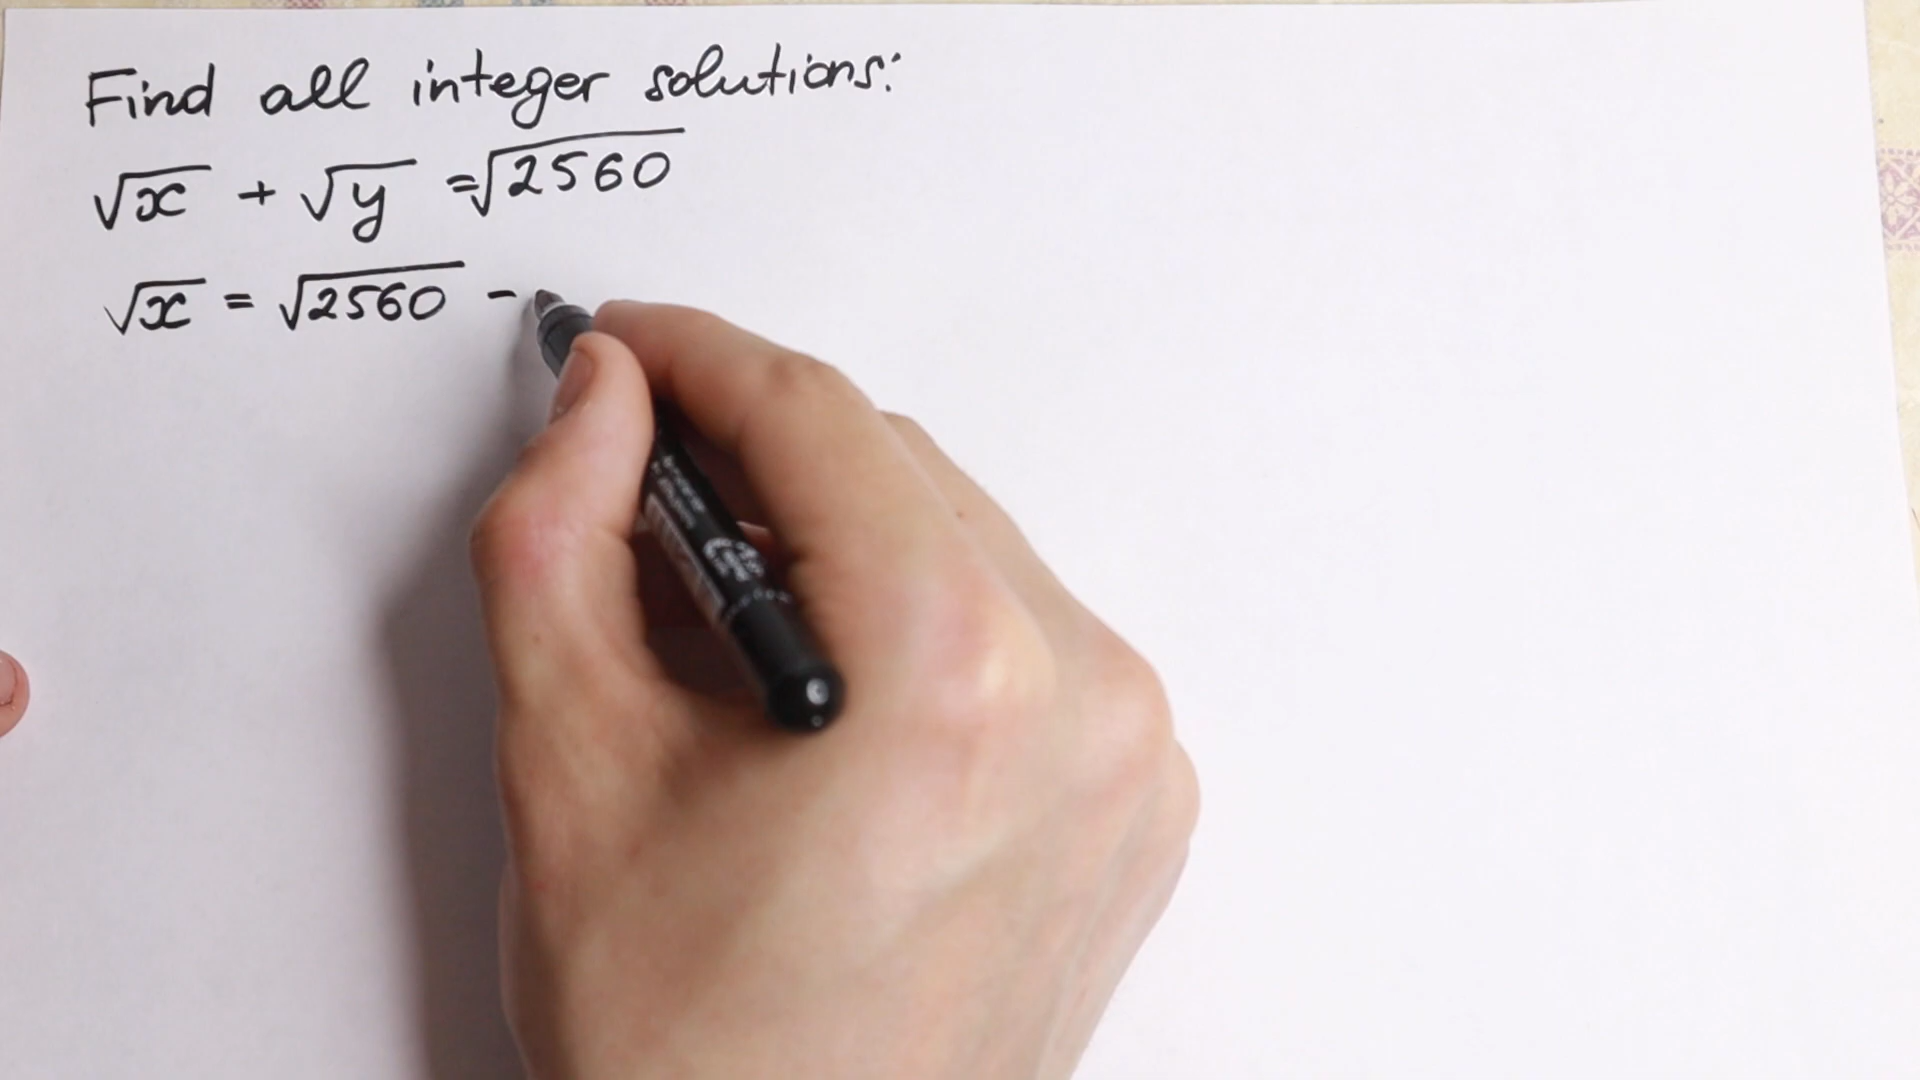 Find all integer solutions:
√x + √y = √2560
√x = √2560 -